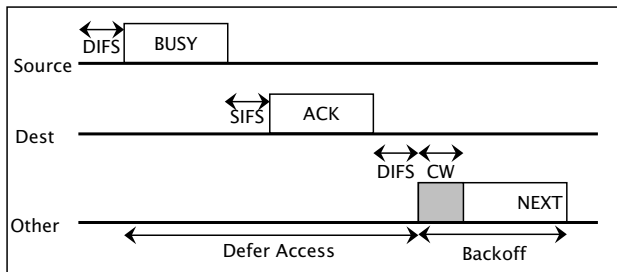 DIFS
BUSY
Source
SIFS
ACK
Dest
DIFS
CW
NEXT
Other
Defer Access
Backoff